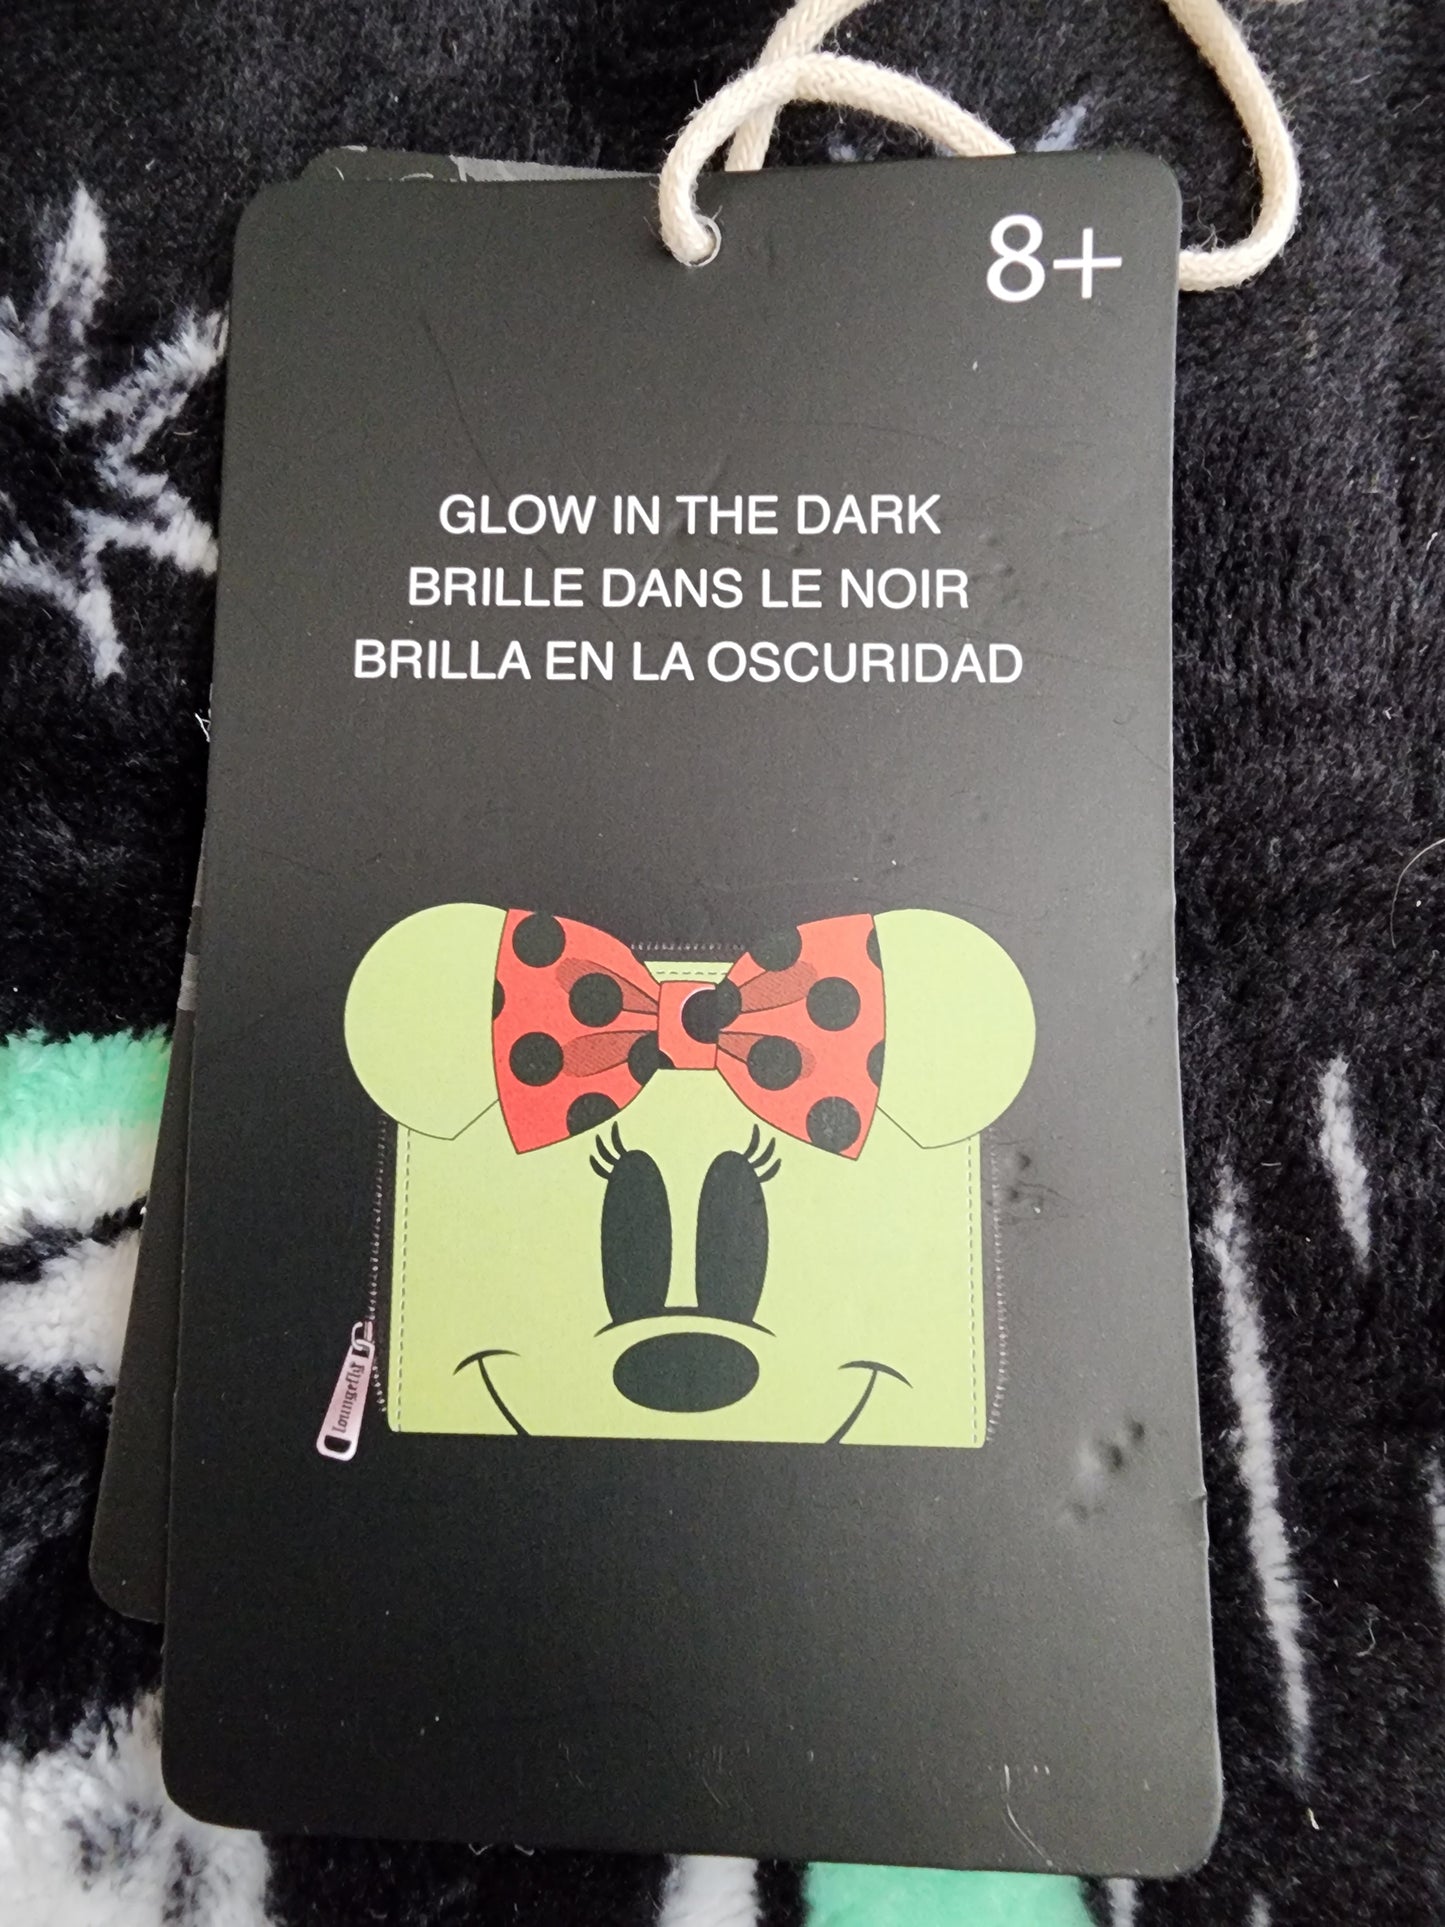 8+
GLOW IN THE DARK
BRILLE DANS LE NOIR
BRILLA EN LA OSCURIDAD
Loungefly